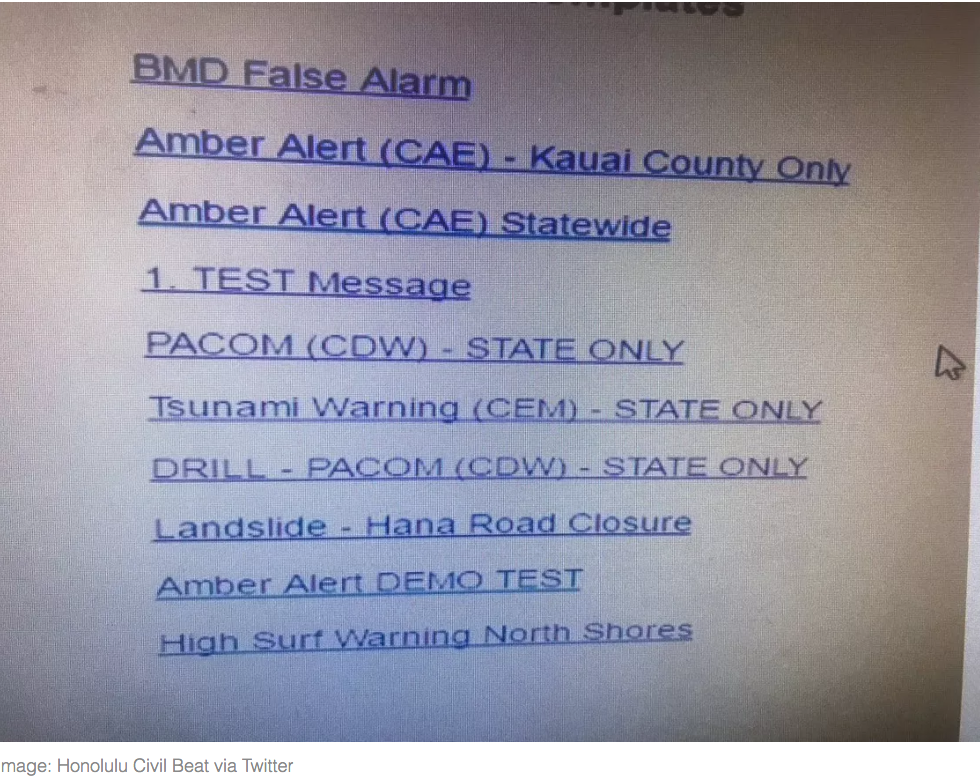 BMD False Alarm
Amber Alert (CAE) - Kauai County Only
Amber Alert (CAE) Statewide
1. TEST Message
PACOM (CDW) - STATE ONLY
Tsunami Warning (CEM) - STATE ONLY
DRILL - PACOM (CDW) - STATE ONLY
Landslide - Hana Road Closure
Amber Alert DEMO TEST
High Surf Warning North Shores
mage: Honolulu Civil Beat via Twitter